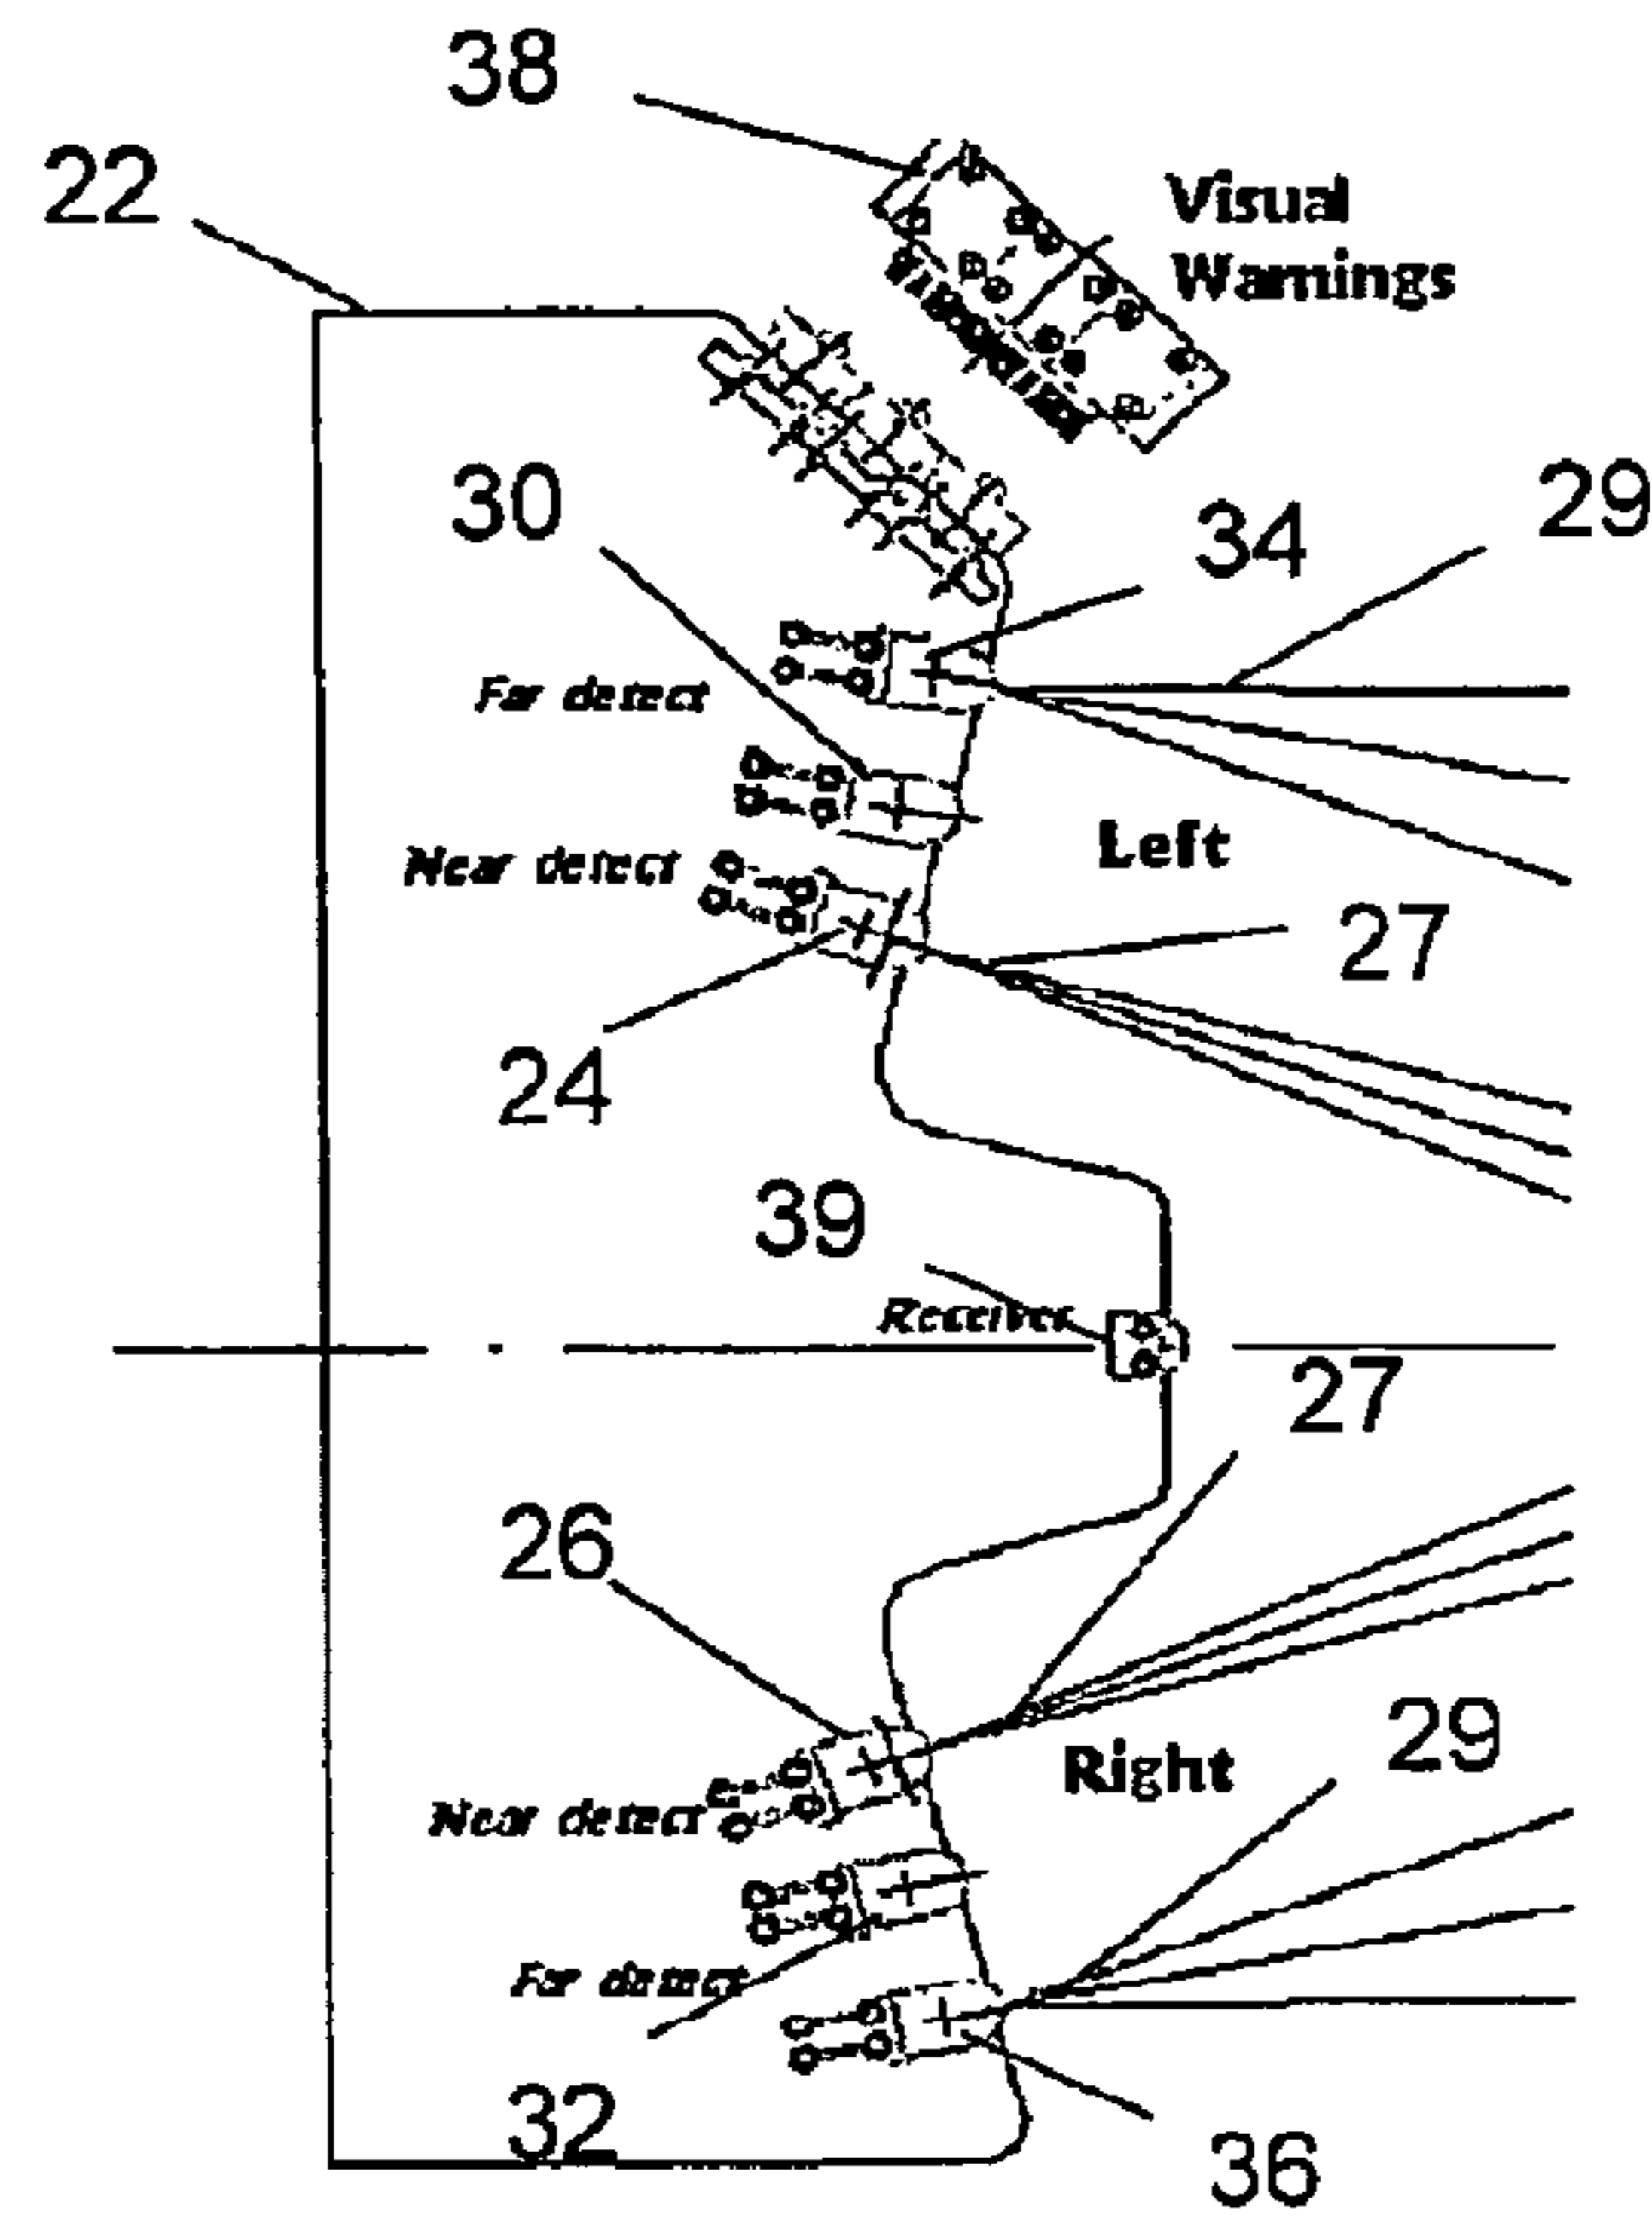 38
22
Visual
Warnings
30
34
29
Far detect
Left
Near detect
27
24
39
Receiver
27
26
Right
29
Near detect
Far detect
32
36